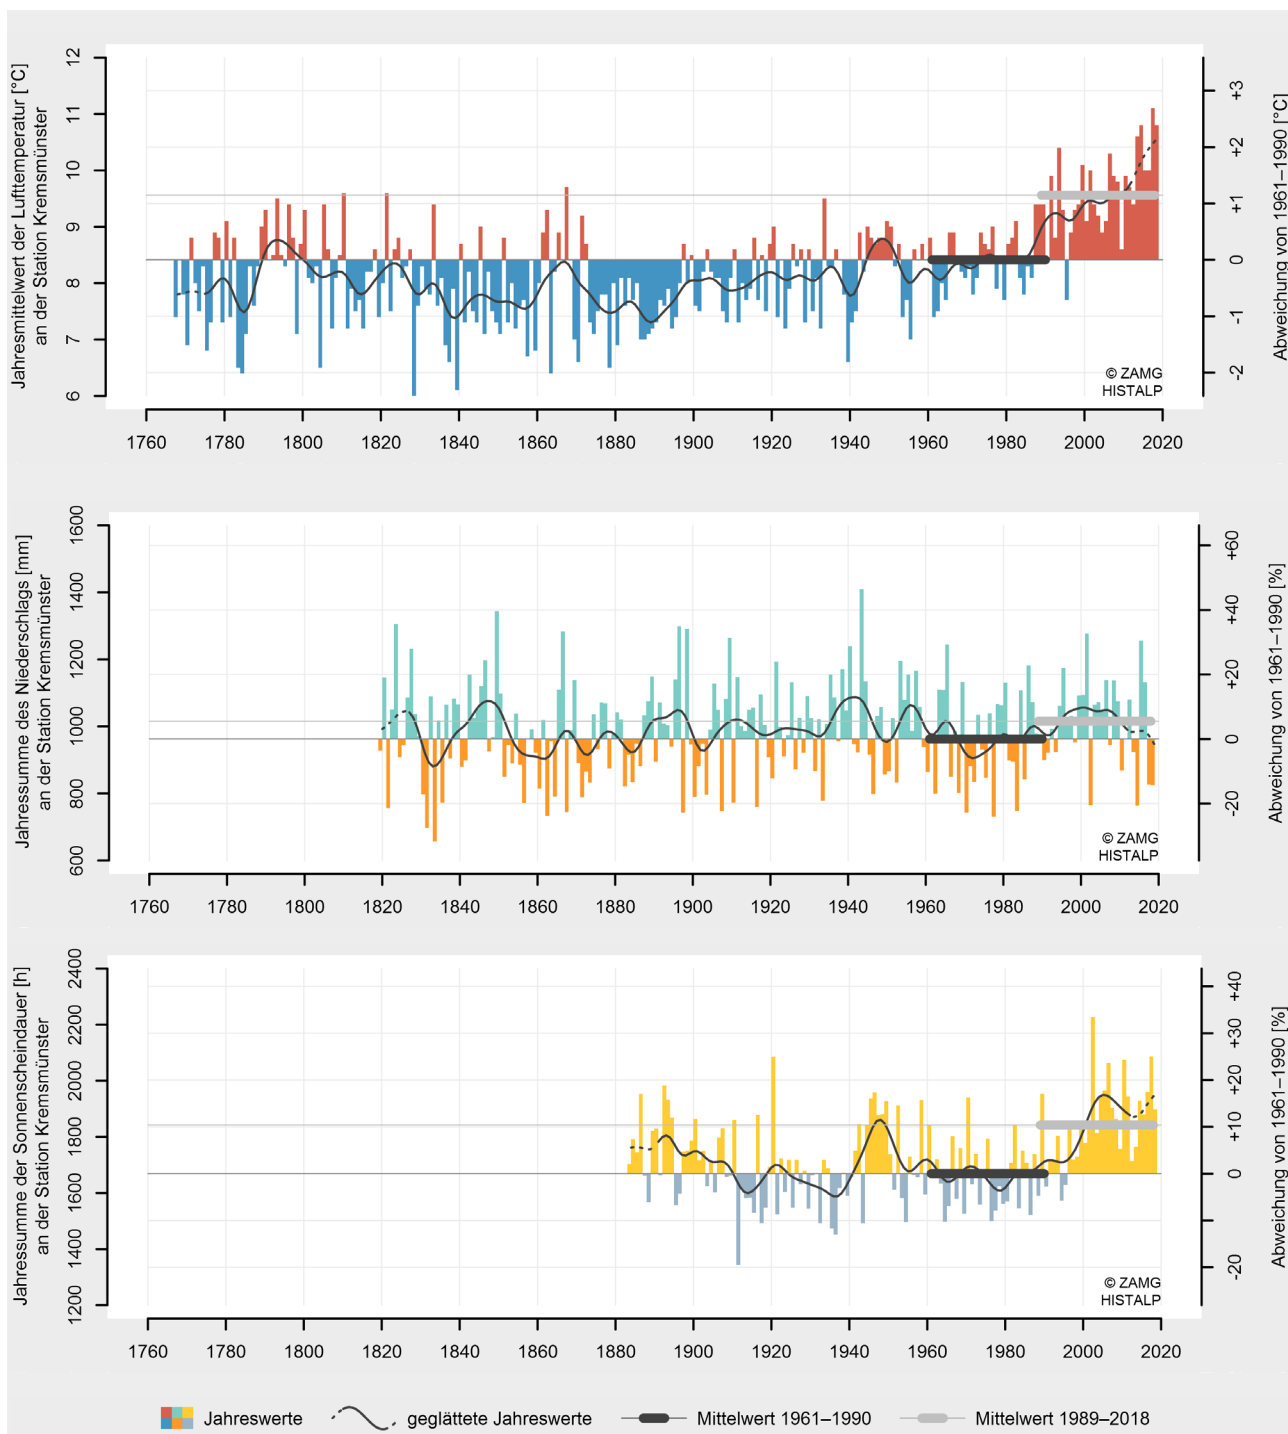 Jahresmittelwert der Lufttemperatur [°C]
an der Station Kremsmünster
12
11
10
9
8
7
6
+3
+2
+1
0
-1
-2
Abweichung von 1961–1990 [°C]
© ZAMG
HISTALP
1760 1780 1800 1820 1840 1860 1880 1900 1920 1940 1960 1980 2000 2020
Jahressumme des Niederschlags [mm]
an der Station Kremsmünster
1600
1400
1200
1000
800
600
+60
+40
+20
0
-20
Abweichung von 1961–1990 [%]
© ZAMG
HISTALP
1760 1780 1800 1820 1840 1860 1880 1900 1920 1940 1960 1980 2000 2020
Jahressumme der Sonnenscheindauer [h]
an der Station Kremsmünster
2400
2200
2000
1800
1600
1400
1200
+40
+30
+20
+10
0
-20
Abweichung von 1961–1990 [%]
© ZAMG
HISTALP
1760 1780 1800 1820 1840 1860 1880 1900 1920 1940 1960 1980 2000 2020
Jahreswerte geglättete Jahreswerte Mittelwert 1961–1990 Mittelwert 1989–2018